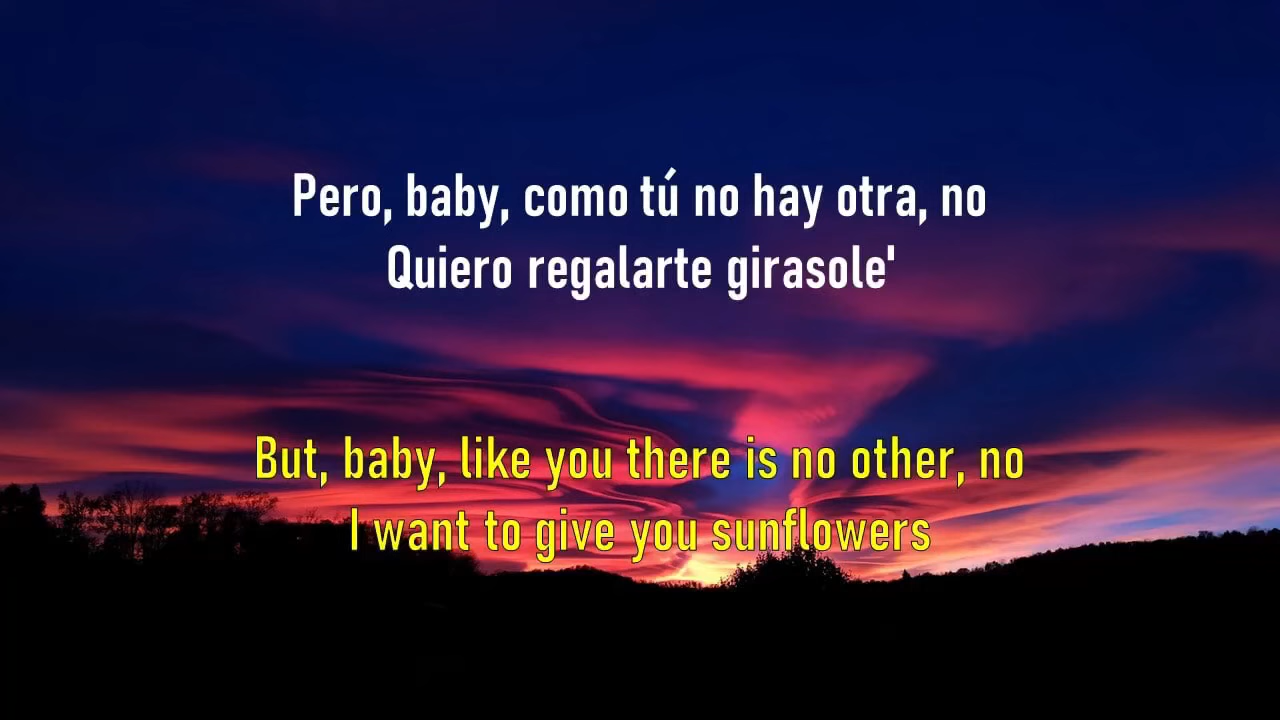 Pero, baby, como tú no hay otra, no
Quiero regalarte girasole'
But, baby, like you there is no other, no
I want to give you sunflowers